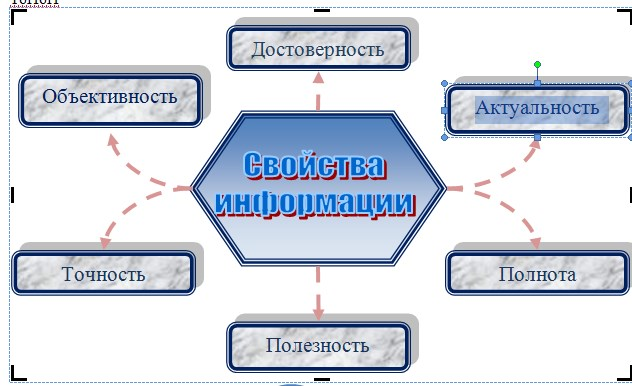 Достоверность
Объективность
Актуальность
Свойства
информации
Точность
Полнота
Полезность